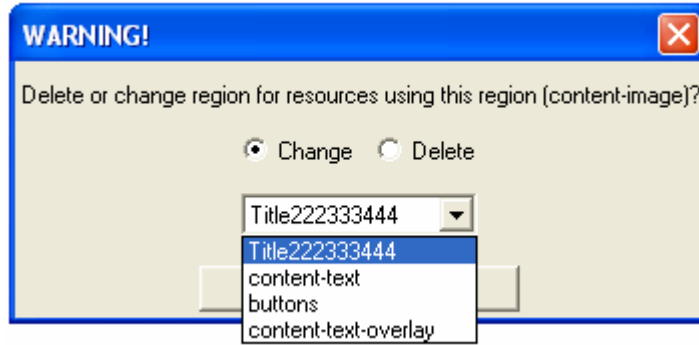 WARNING!
Delete or change region for resources using this region (content-image)?
Change Delete
Title222333444
Title222333444
content-text
buttons
content-text-overlay